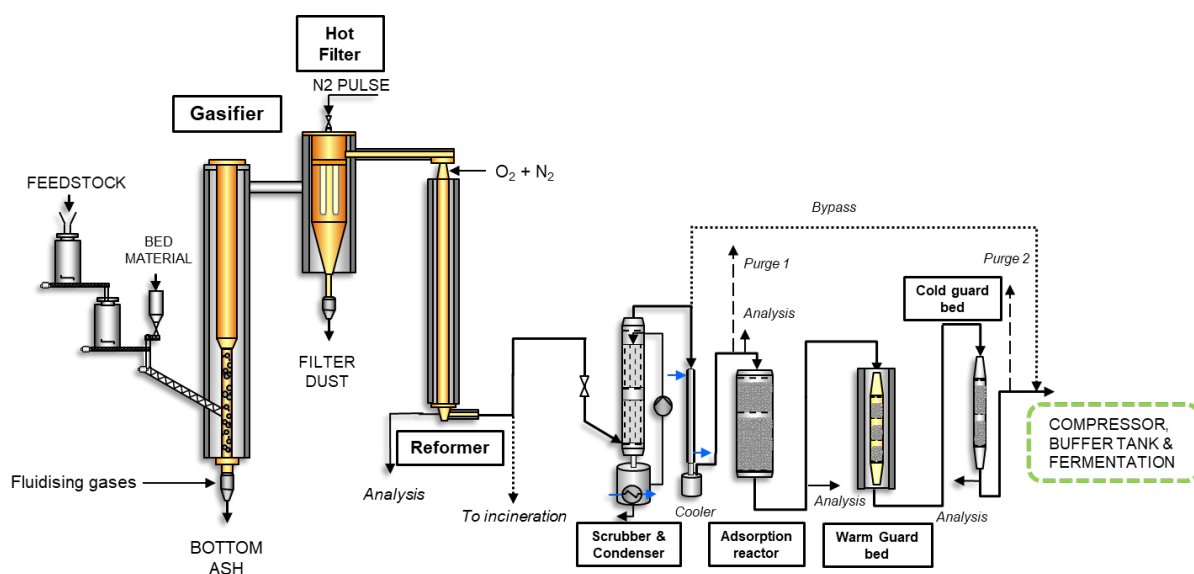 Hot
Filter
N2 PULSE
Gasifier
FEEDSTOCK
BED
MATERIAL
O2 + N2
Bypass
Purge 1
Purge 2
Cold guard
bed
Analysis
FILTER
DUST
Reformer
Fluidising gases
Analysis
To incineration
BOTTOM
ASH
Cooler
Scrubber &
Condenser
Adsorption
reactor
Analysis
Warm Guard
bed
Analysis
COMPRESSOR,
BUFFER TANK &
FERMENTATION